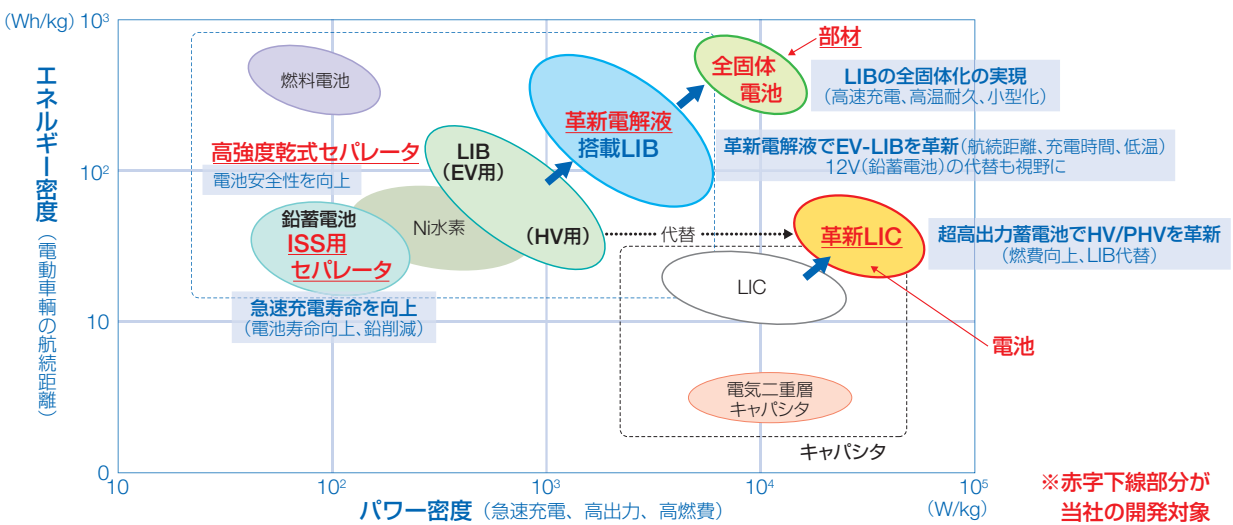 (Wh/kg)
10³
10²
10
0
エネルギー密度(電動車輌の航続距離)
燃料電池
高強度乾式セパレータ
電池安全性を向上
鉛蓄電池
ISS用
セパレータ
急速充電寿命を向上
(電池寿命向上、鉛削減)
Ni水素
LIB
(EV用)
(HV用)
革新電解液
搭載LIB
全固体
電池
部材
LIBの全固体化の実現
(高速充電、高温耐久、小型化)
革新電解液でEV-LIBを革新(航続距離、充電時間、低温)
12V(鉛蓄電池)の代替も視野に
代替
革新LIC
超高出力蓄電池でHV/PHVを革新
(燃費向上、LIB代替)
LIC
電池
電気二重層
キャパシタ
キャパシタ
10
10²
10³
10⁴
10⁵
パワー密度(急速充電、高出力、高燃費)
(W/kg)
※赤字下線部分が
当社の開発対象